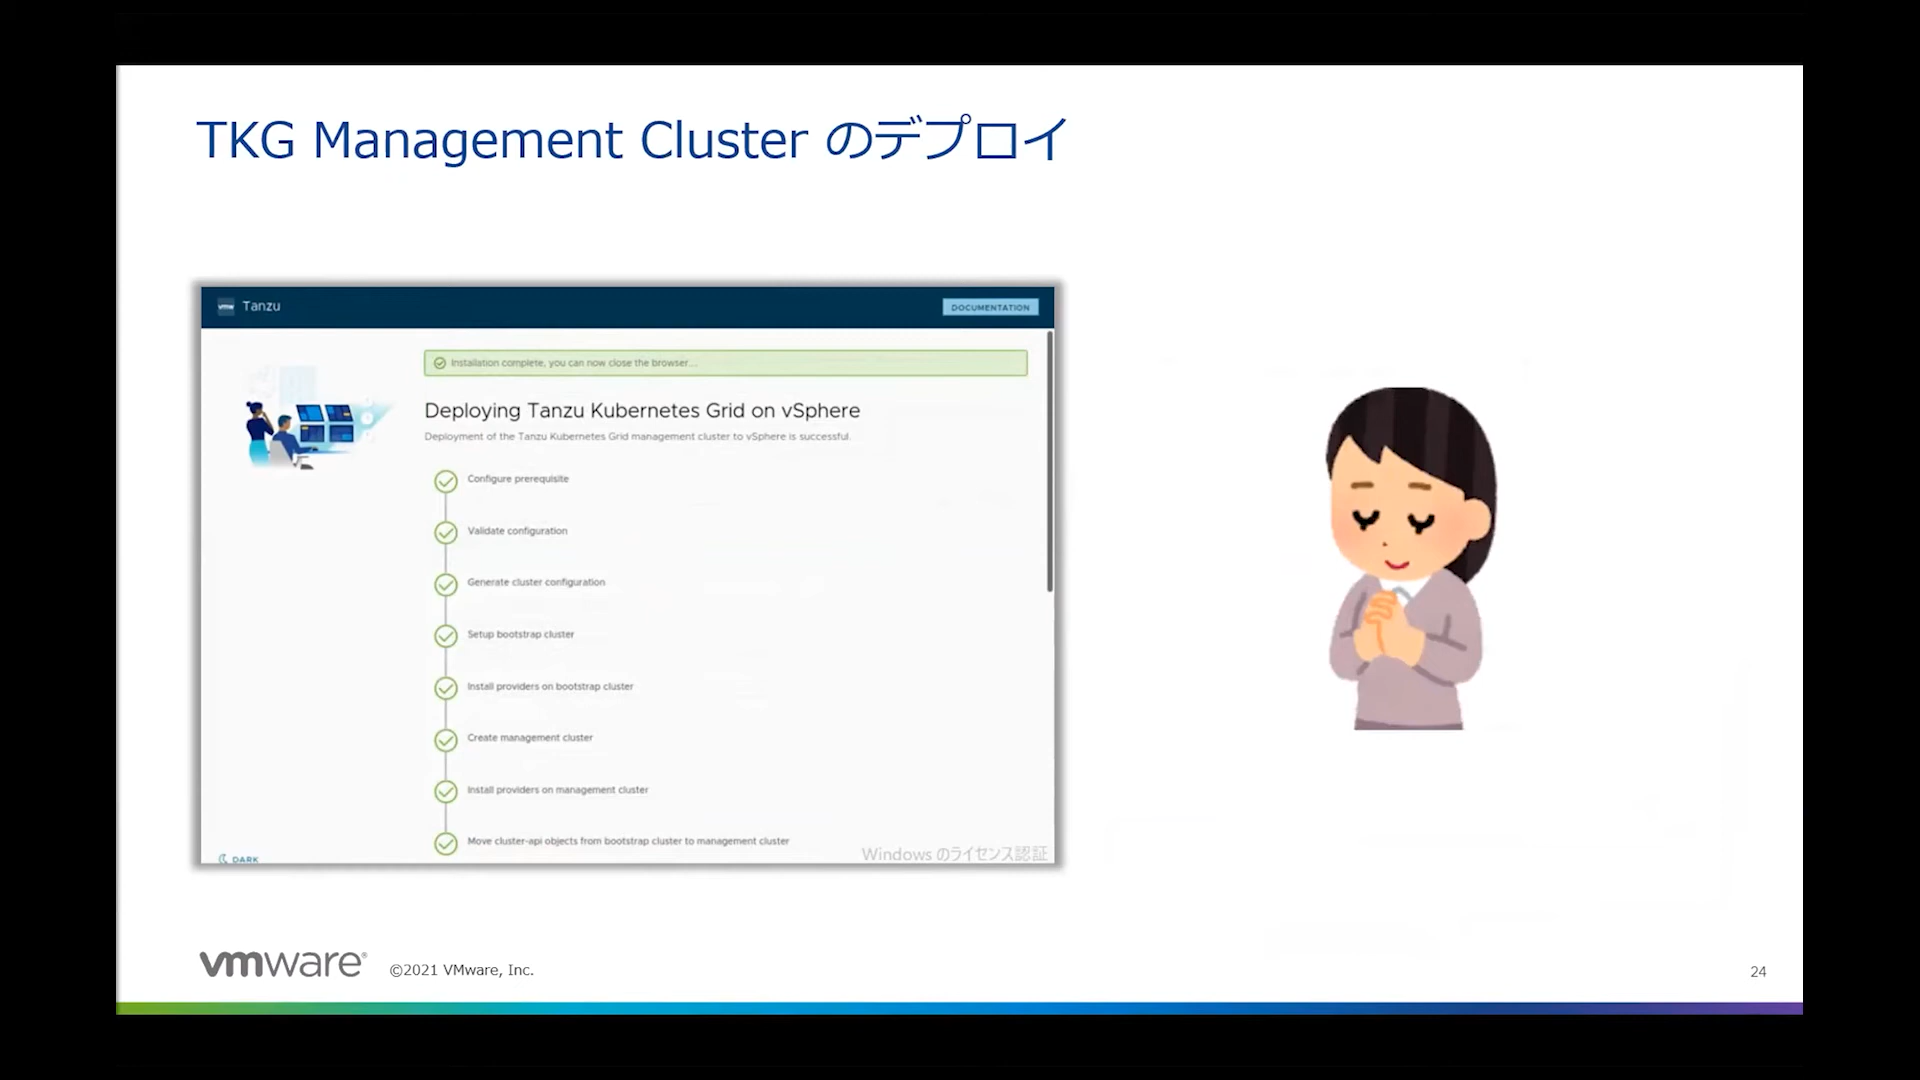 TKG Management Cluster のデプロイ
vmw Tanzu
DOCUMENTATION
Installation complete, you can now close the browser...
Deploying Tanzu Kubernetes Grid on vSphere
Deployment of the Tanzu Kubernetes Grid management cluster to vSphere is successful.
Configure prerequisite
Validate configuration
Generate cluster configuration
Setup bootstrap cluster
Install providers on bootstrap cluster
Create management cluster
Install providers on management cluster
Move cluster-api objects from bootstrap cluster to management cluster
DARK
Windows のライセンス認証
vmware®
©2021 VMware, Inc.
24